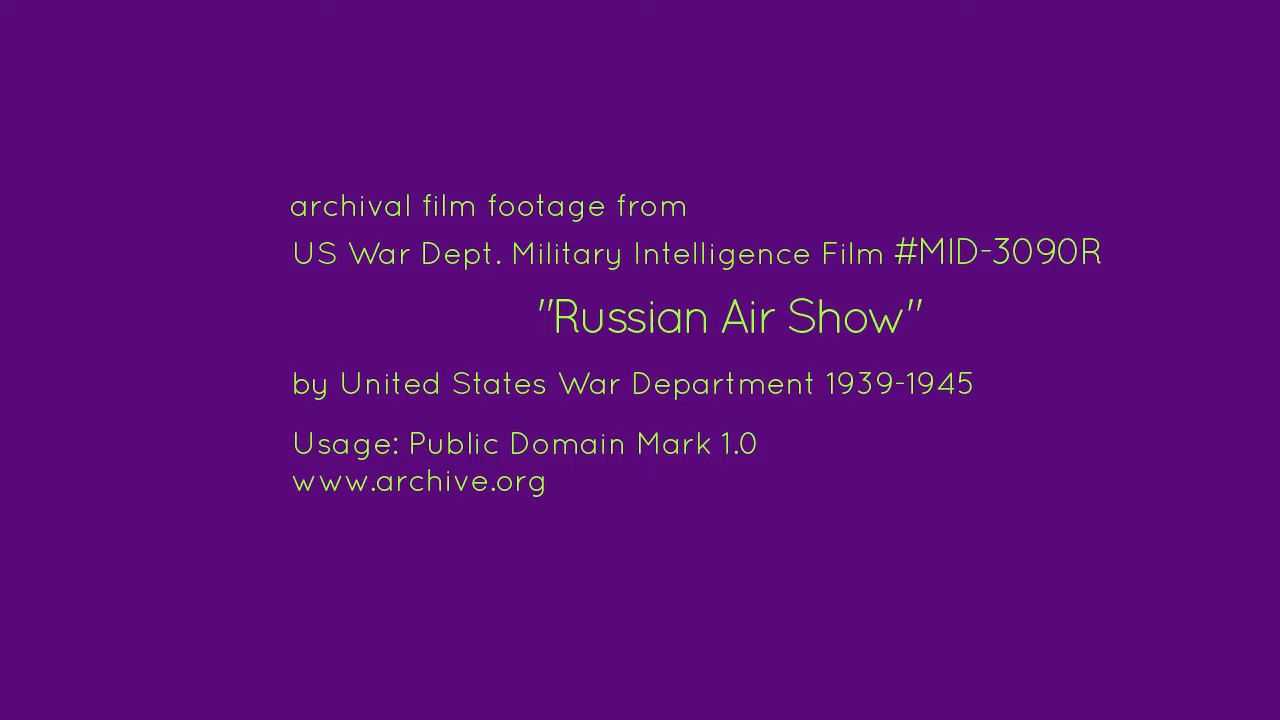 archival film footage from
US War Dept. Military Intelligence Film #MID-3090R
"Russian Air Show"
by United States War Department 1939-1945
Usage: Public Domain Mark 1.0
www.archive.org